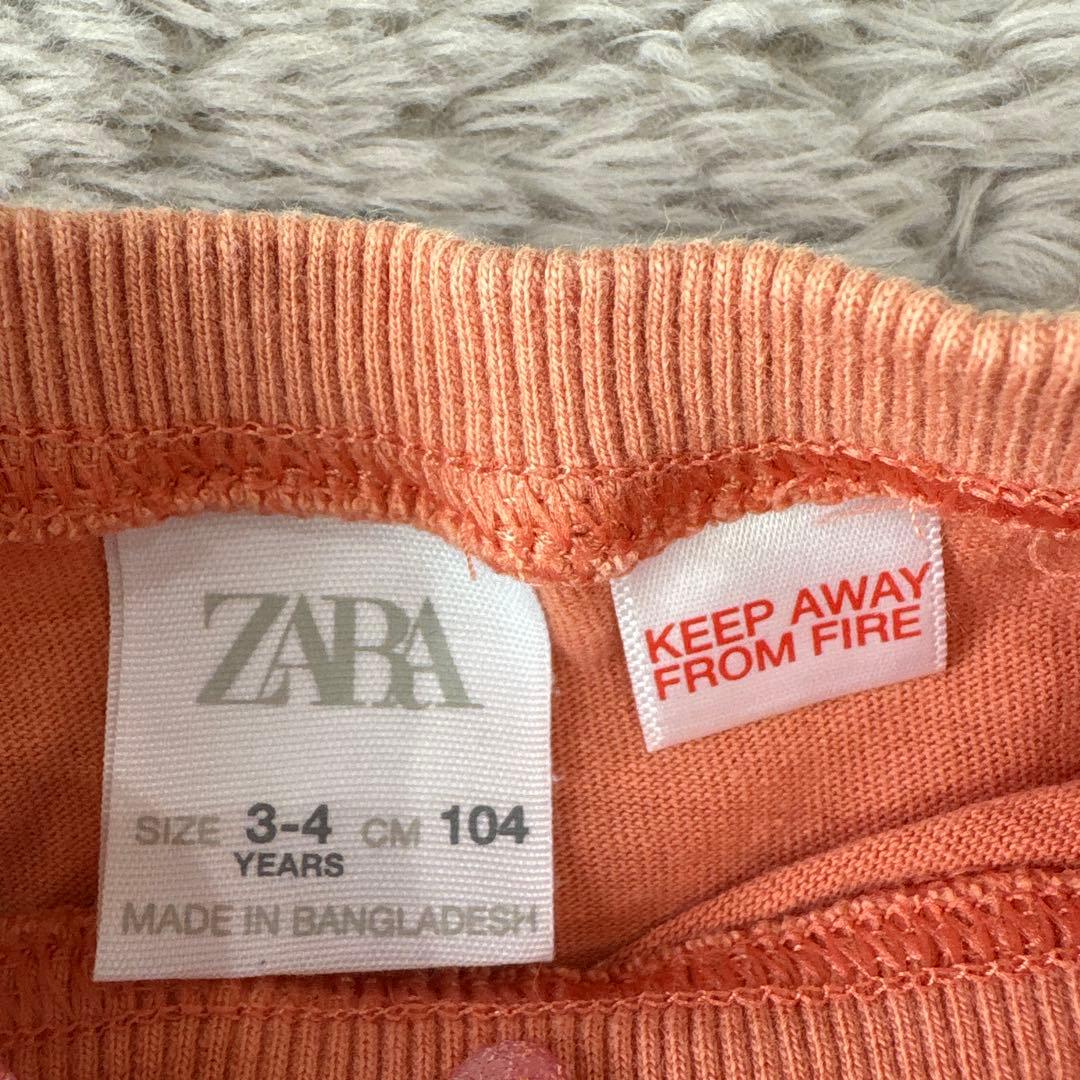 ZARA
SIZE 3-4 YEARS CM 104
MADE IN BANGLADESH
KEEP AWAY
FROM FIRE